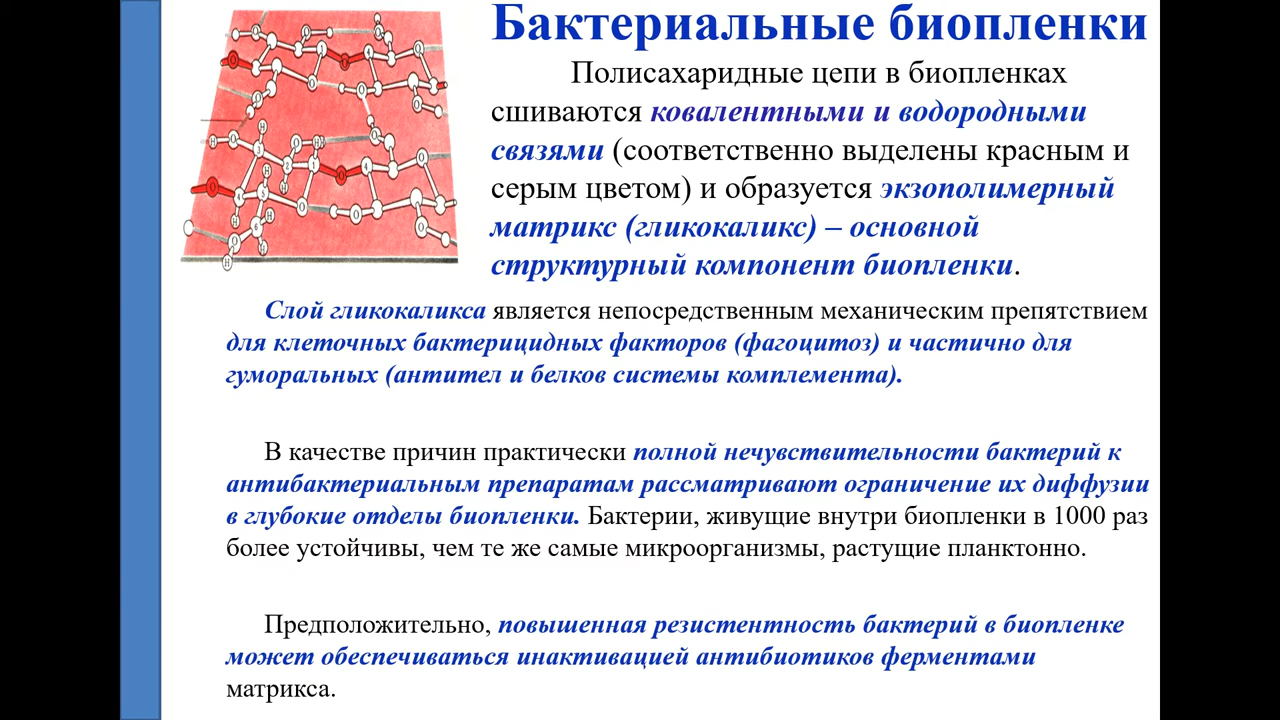 Бактериальные биопленки
Полисахаридные цепи в биопленках
сшиваются ковалентными и водородными
связями (соответственно выделены красным и
серым цветом) и образуется экзополимерный
матрикс (гликокаликс) – основной
структурный компонент биопленки.
Слой гликокаликса является непосредственным механическим препятствием
для клеточных бактерицидных факторов (фагоцитоз) и частично для
гуморальных (антител и белков системы комплемента).
В качестве причин практически полной нечувствительности бактерий к
антибактериальным препаратам рассматривают ограничение их диффузии
в глубокие отделы биопленки. Бактерии, живущие внутри биопленки в 1000 раз
более устойчивы, чем те же самые микроорганизмы, растущие планктонно.
Предположительно, повышенная резистентность бактерий в биопленке
может обеспечиваться инактивацией антибиотиков ферментами
матрикса.